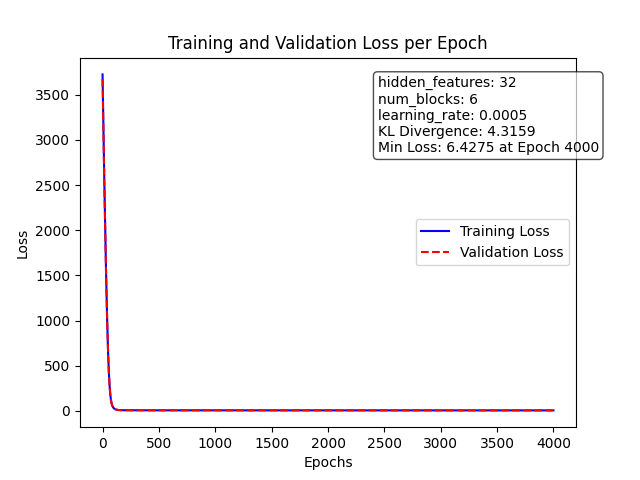 Training and Validation Loss per Epoch
hidden_features: 32
num_blocks: 6
learning_rate: 0.0005
KL Divergence: 4.3159
Min Loss: 6.4275 at Epoch 4000
Training Loss
Validation Loss
Loss
3500
3000
2500
2000
1500
1000
500
0
0 500 1000 1500 2000 2500 3000 3500 4000
Epochs